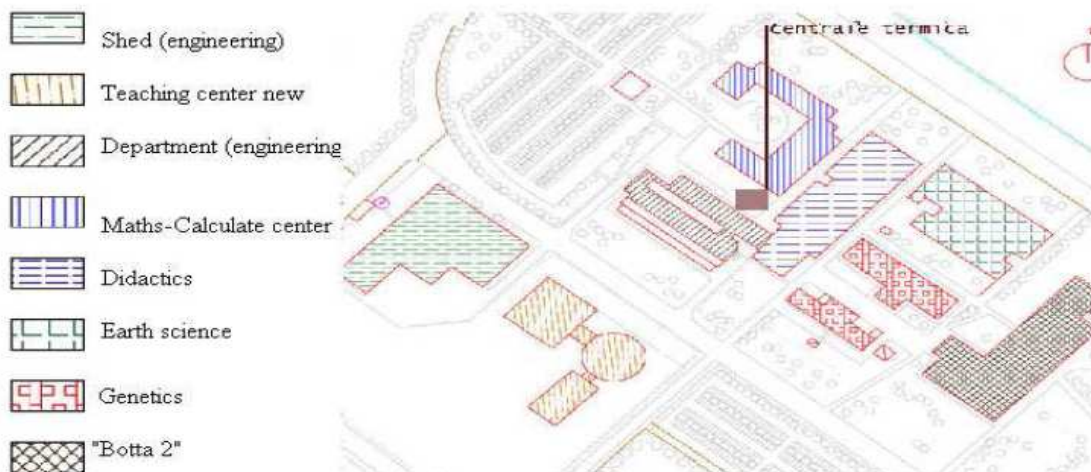 Shed (engineering)
Teaching center new
Department (engineering
Maths-Calculate center
Didactics
Earth science
Genetics
"Botta 2"
Centrale termica